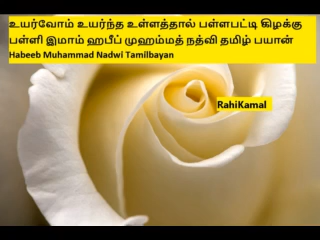 உயர்வோம் உயர்ந்த உள்ளத்தால் பள்ளபட்டி கிழக்கு
பள்ளி இமாம் ஹபீப் முஹம்மத் நத்வி தமிழ் பயான்
Habeeb Muhammad Nadwi Tamilbayan
RahiKamal